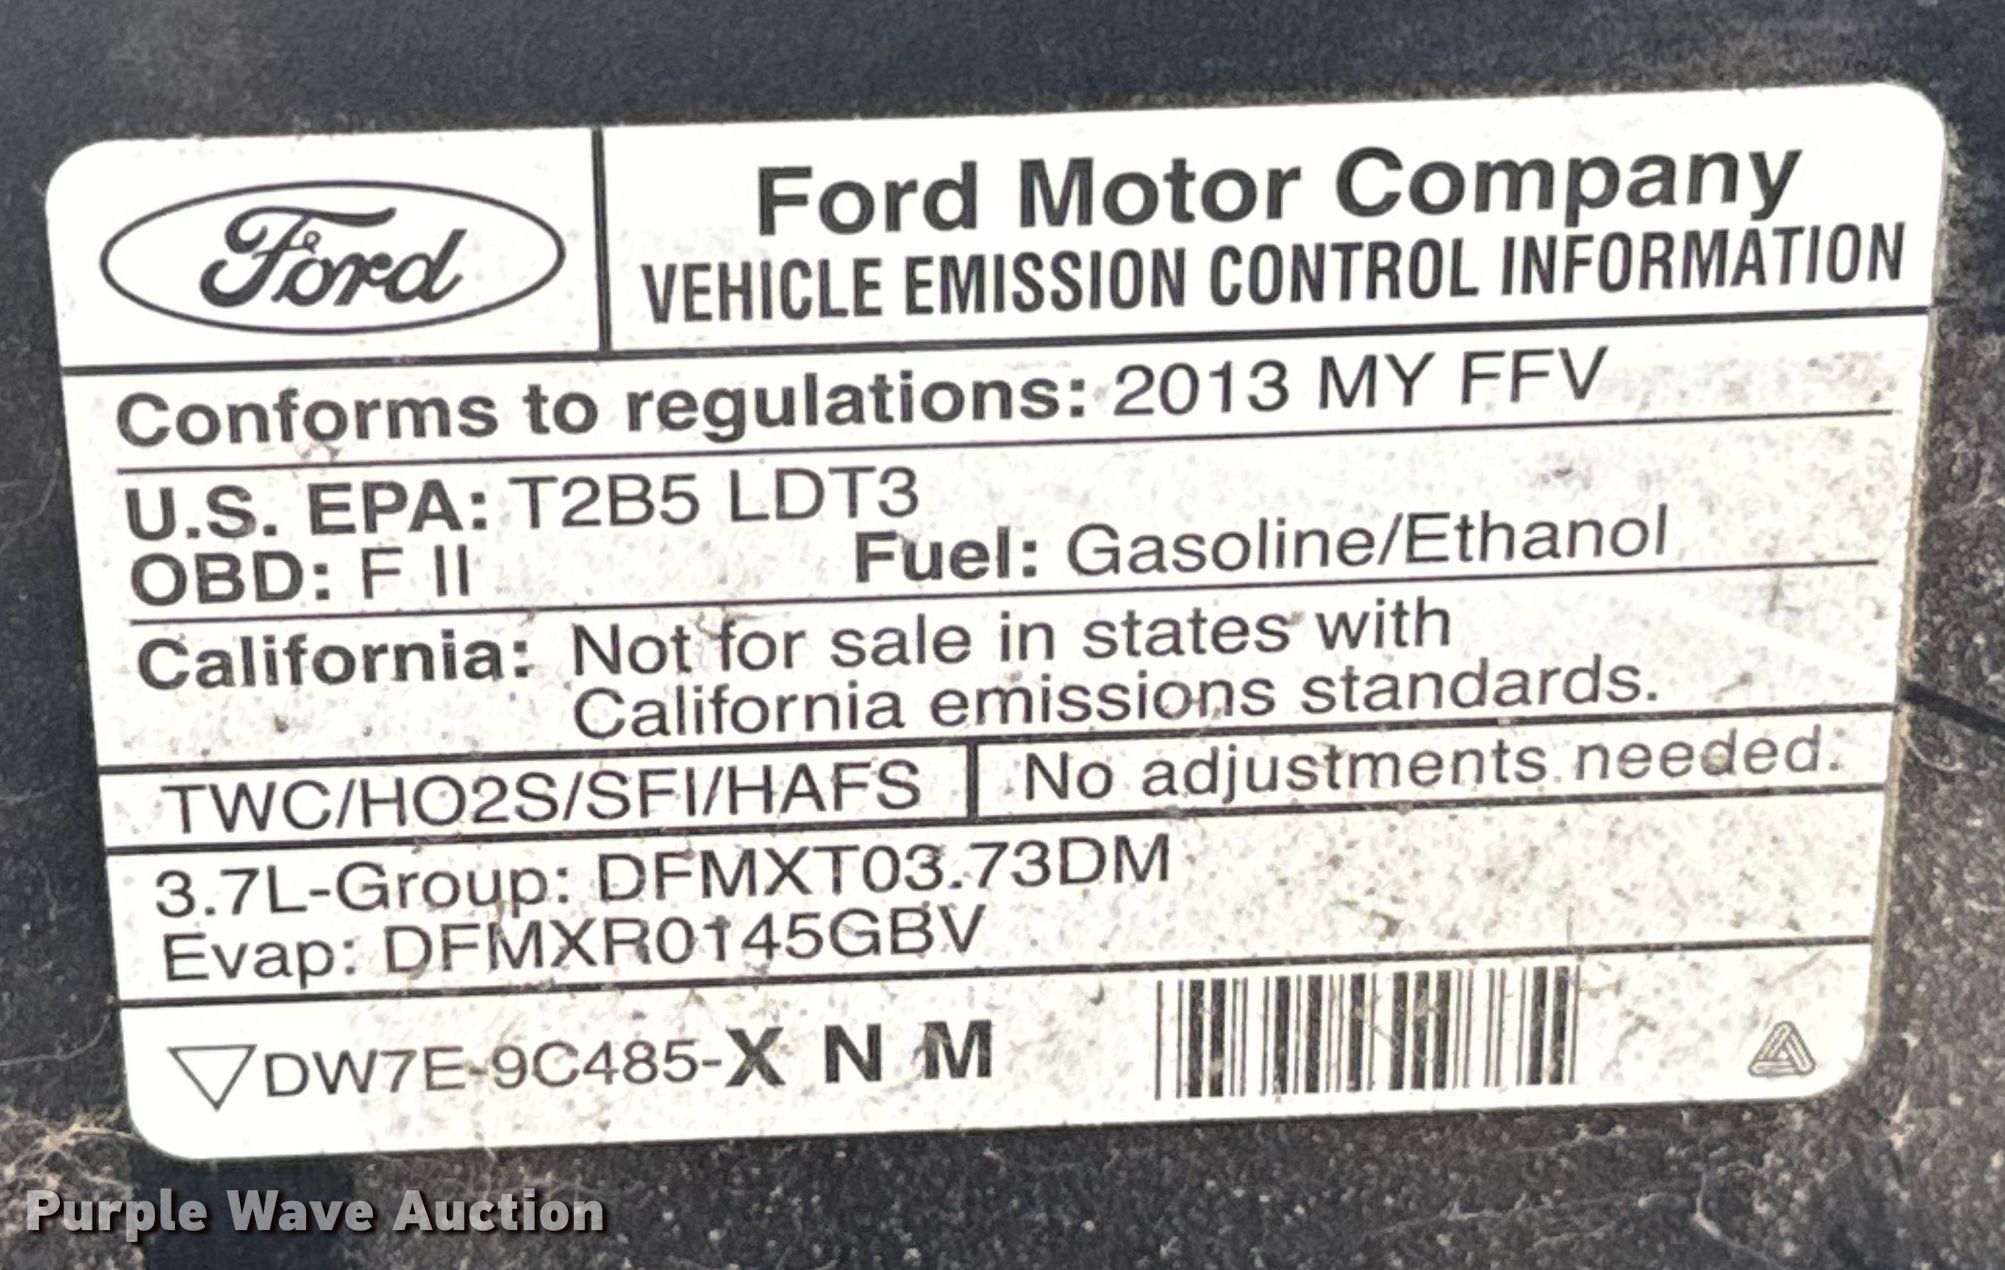 Ford
Ford Motor Company
VEHICLE EMISSION CONTROL INFORMATION
Conforms to regulations: 2013 MY FFV
U.S. EPA: T2B5 LDT3
OBD: F II Fuel: Gasoline/Ethanol
California: Not for sale in states with
California emissions standards.
TWC/HO2S/SFI/HAFS No adjustments needed.
3.7L-Group: DFMXT03.73DM
Evap: DFMXR0145GBV
DW7E-9C485-X N M
Purple Wave Auction